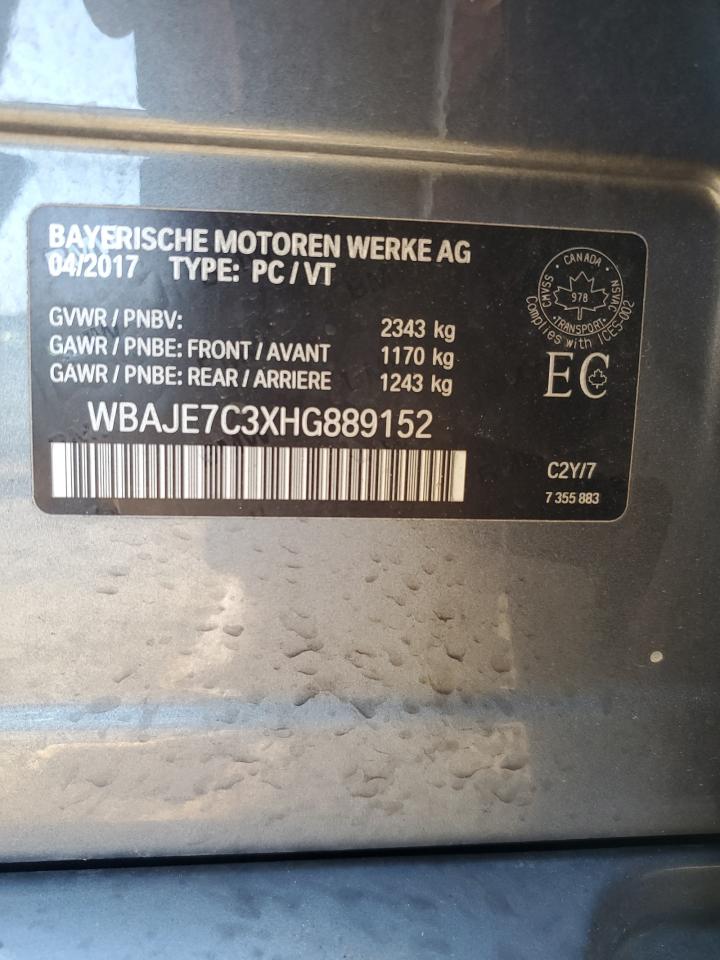 BAYERISCHE MOTOREN WERKE AG
04/2017 TYPE: PC / VT
GVWR / PNBV: 2343 kg
GAWR / PNBE: FRONT / AVANT 1170 kg
GAWR / PNBE: REAR / ARRIERE 1243 kg
WBAJE7C3XHG889152
CANADA
CMVSS
NSVAC
978
TRANSPORT
Complies with ICES-002
EC
C2Y/7
7 355 883